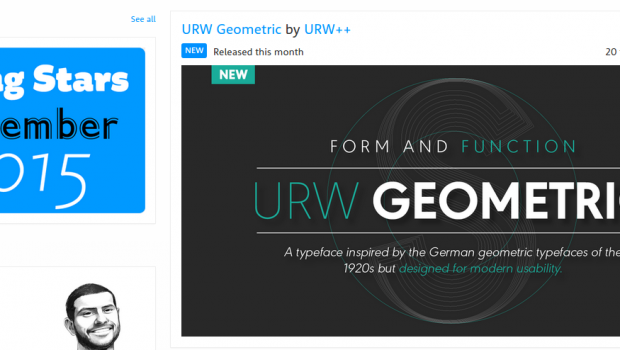 See all
ng Stars
ember
015
URW Geometric by URW++
NEW Released this month 20
NEW
FORM AND FUNCTION
URW GEOMETRIC
A typeface inspired by the German geometric typefaces of the
1920s but designed for modern usability.